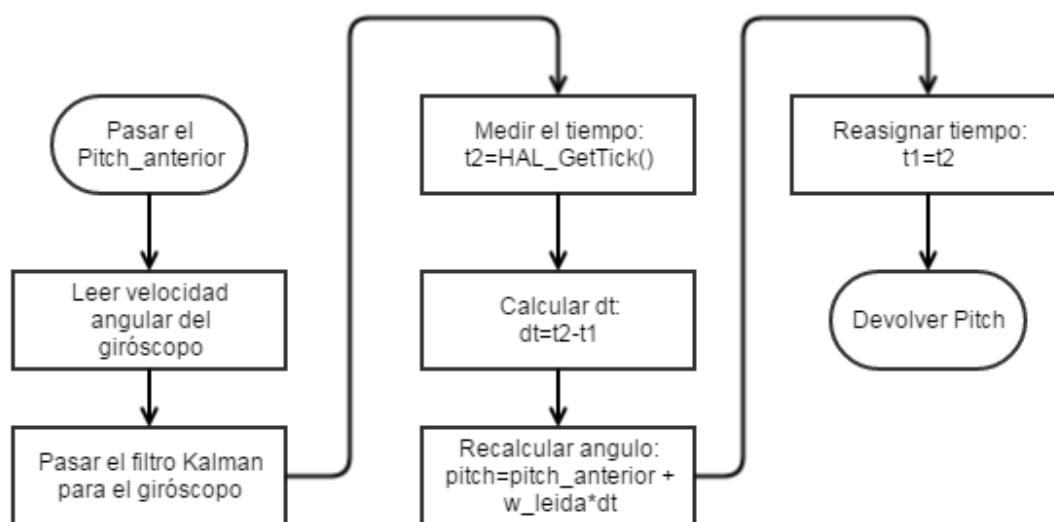 Pasar el
Pitch_anterior
Leer velocidad
angular del
giróscopo
Pasar el filtro Kalman
para el giróscopo
Medir el tiempo:
t2=HAL_GetTick()
Calcular dt:
dt=t2-t1
Recalcular angulo:
pitch=pitch_anterior +
w_leida*dt
Reasignar tiempo:
t1=t2
Devolver Pitch